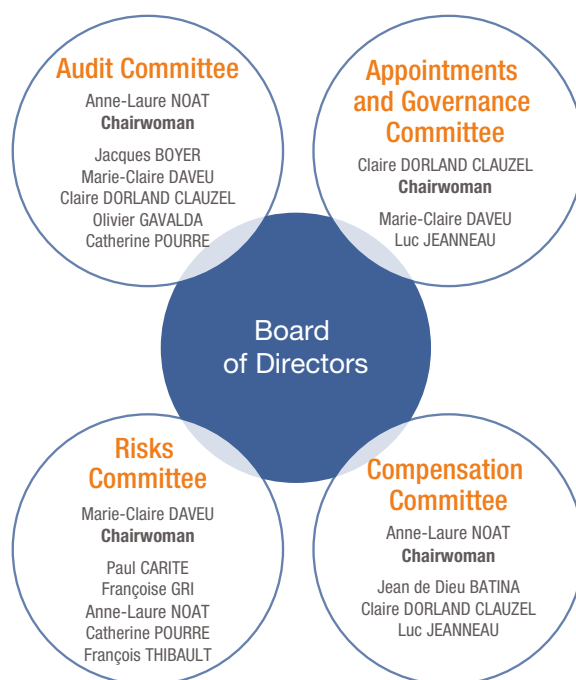 Audit Committee
Anne-Laure NOAT
Chairwoman
Jacques BOYER
Marie-Claire DAVEU
Claire DORLAND CLAUZEL
Olivier GAVALDA
Catherine POURRE
Appointments
and Governance
Committee
Claire DORLAND CLAUZEL
Chairwoman
Marie-Claire DAVEU
Luc JEANNEAU
Board
of Directors
Risks
Committee
Marie-Claire DAVEU
Chairwoman
Paul CARITE
Françoise GRI
Anne-Laure NOAT
Catherine POURRE
François THIBAULT
Compensation
Committee
Anne-Laure NOAT
Chairwoman
Jean de Dieu BATINA
Claire DORLAND CLAUZEL
Luc JEANNEAU